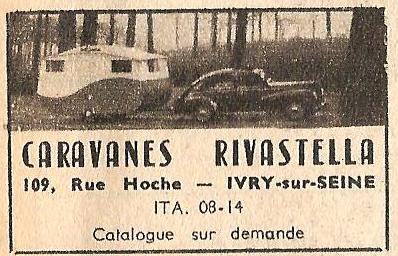 CARAVANES RIVASTELLA
109, Rue Hoche — IVRY-sur-SEINE
ITA. 08-14
Catalogue sur demande